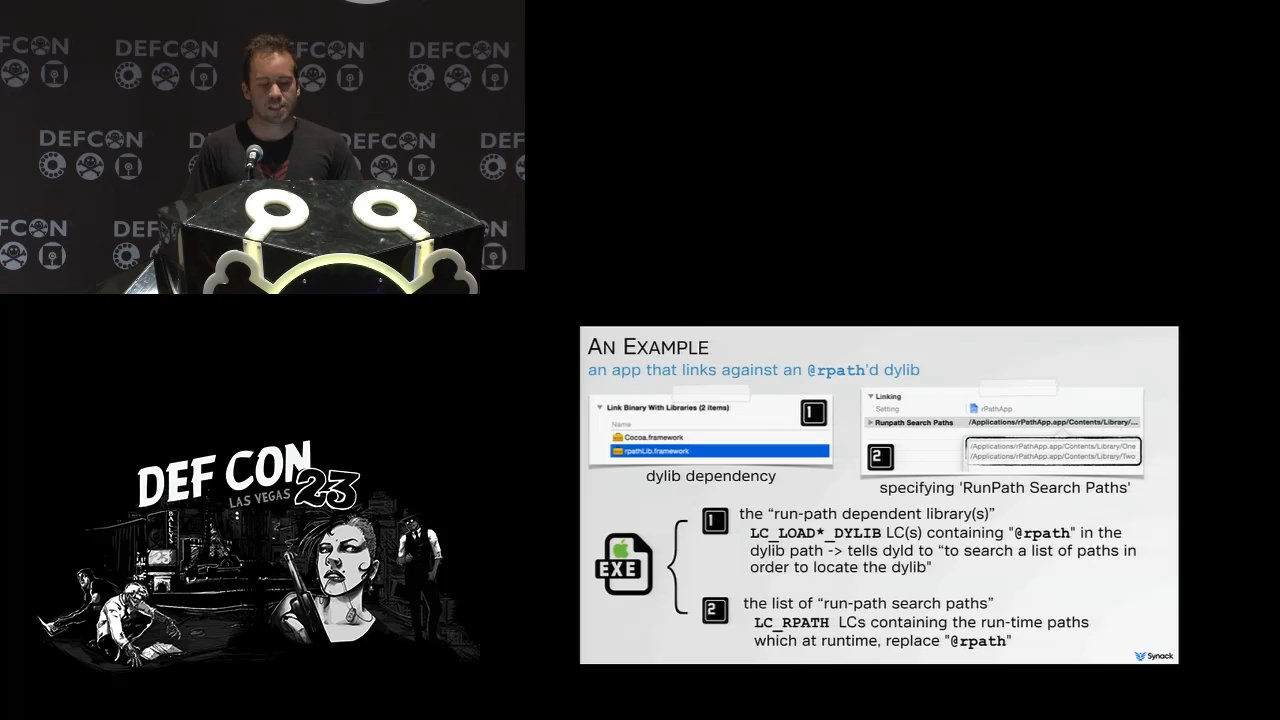 DEFCON
DEFCON
DEFCON
DEFCON
DEFCON
DEFCON
DEFCON
DEF
DEF CON
LAS VEGAS 23
BALLYS
AN EXAMPLE
an app that links against an @rpath'd dylib
Link Binary With Libraries (2 items)
1
Name
Cocoa.framework
rpathLib.framework
dylib dependency
Linking
Setting
rPathApp
Runpath Search Paths
/Applications/rPathApp.app/Contents/Library/...
/Applications/rPathApp.app/Contents/Library/One
/Applications/rPathApp.app/Contents/Library/Two
2
specifying 'RunPath Search Paths'
EXE
1
the “run-path dependent library(s)”
LC_LOAD*_DYLIB LC(s) containing "@rpath" in the
dylib path -> tells dyld to “to search a list of paths in
order to locate the dylib"
2
the list of “run-path search paths”
LC_RPATH LCs containing the run-time paths
which at runtime, replace "@rpath"
Synack